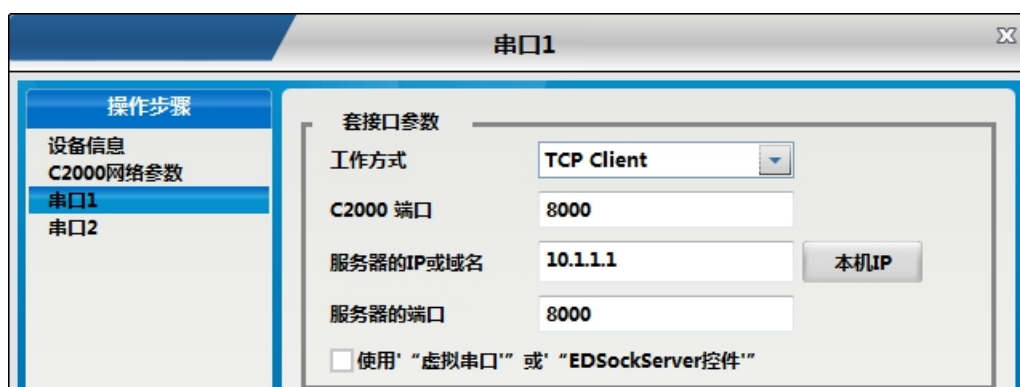 串口1
操作步骤
设备信息
C2000网络参数
串口1
串口2
套接口参数
工作方式 TCP Client
C2000 端口 8000
服务器的IP或域名 10.1.1.1 本机IP
服务器的端口 8000
使用' “虚拟串口'” 或' “EDSockServer控件'”